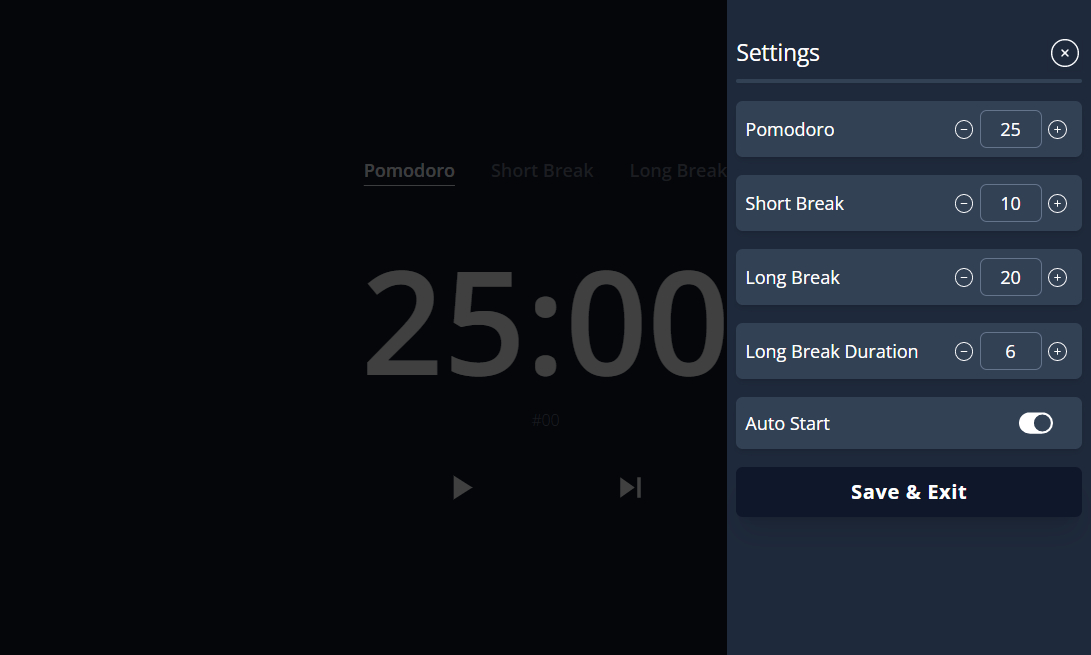 Settings
Pomodoro 25
Short Break 10
Long Break 20
Long Break Duration 6
Auto Start
Save & Exit
Pomodoro Short Break Long Break
25:00
#00